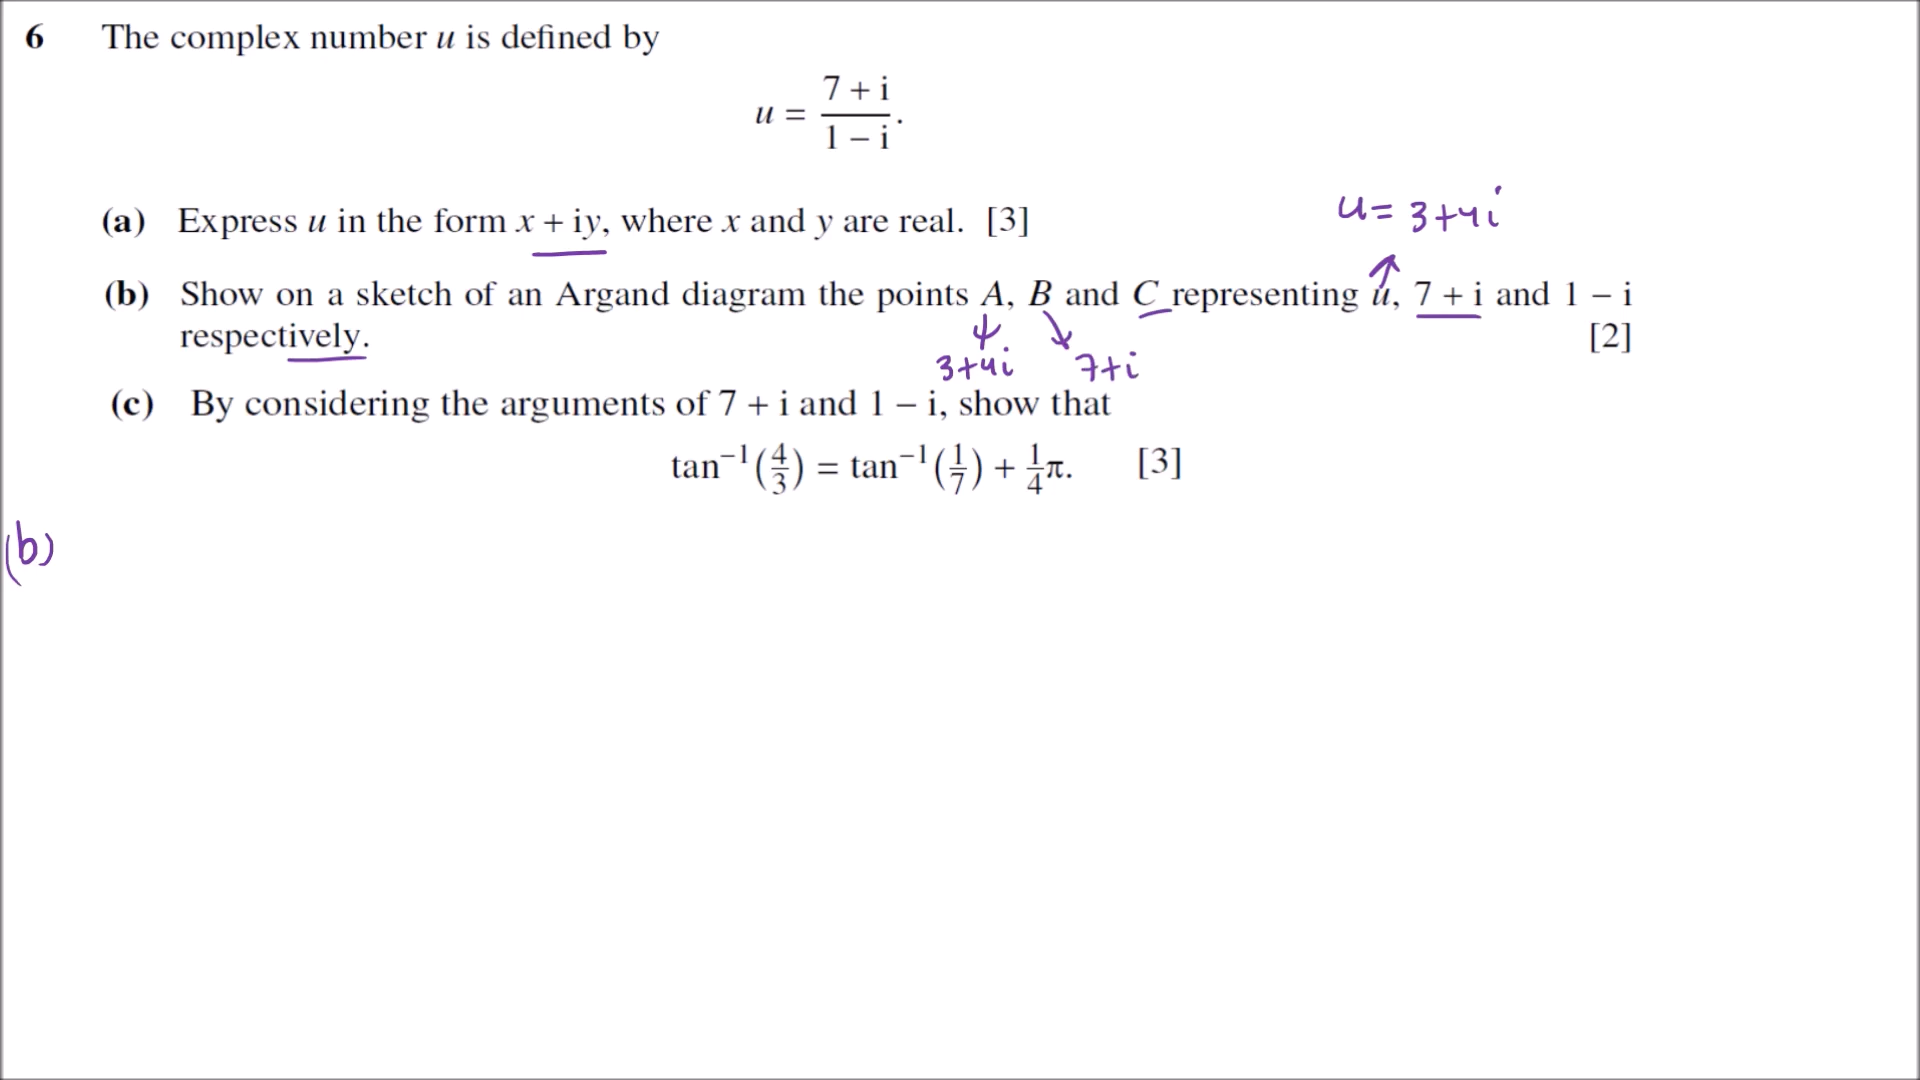 6 The complex number u is defined by
u = \frac{7 + i}{1 - i}.
(a) Express u in the form x + iy, where x and y are real. [3]
u = 3+4i
(b) Show on a sketch of an Argand diagram the points A, B and C representing u, 7 + i and 1 − i
respectively. [2]
3+4i 7+i
(c) By considering the arguments of 7 + i and 1 − i, show that
tan⁻¹(4/3) = tan⁻¹(1/7) + 1/4 π. [3]
(b)